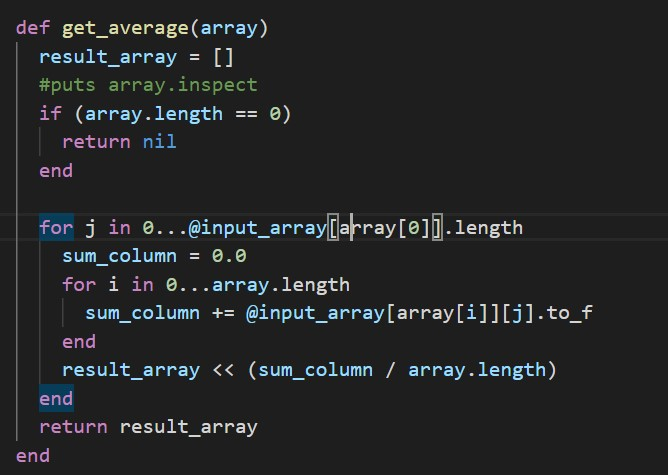 def get_average(array)
  result_array = []
  #puts array.inspect
  if (array.length == 0)
    return nil
  end

  for j in 0...@input_array[array[0]].length
    sum_column = 0.0
    for i in 0...array.length
      sum_column += @input_array[array[i]][j].to_f
    end
    result_array << (sum_column / array.length)
  end
  return result_array
end